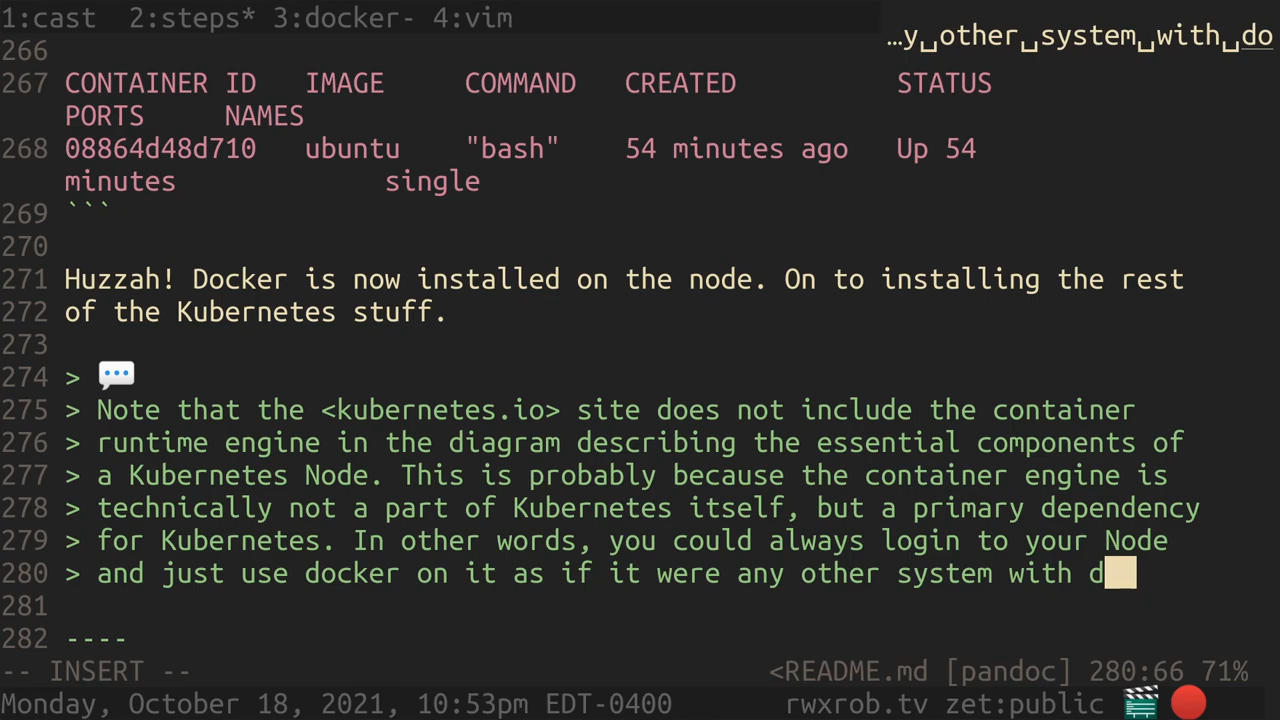 1:cast  2:steps* 3:docker- 4:vim
…y␣other␣system␣with␣do
266
267 CONTAINER ID   IMAGE     COMMAND   CREATED          STATUS
PORTS     NAMES
268 08864d48d710   ubuntu    "bash"    54 minutes ago   Up 54
minutes             single
269 ```
270
271 Huzzah! Docker is now installed on the node. On to installing the rest
272 of the Kubernetes stuff.
273
274 > 💬
275 > Note that the <kubernetes.io> site does not include the container
276 > runtime engine in the diagram describing the essential components of
277 > a Kubernetes Node. This is probably because the container engine is
278 > technically not a part of Kubernetes itself, but a primary dependency
279 > for Kubernetes. In other words, you could always login to your Node
280 > and just use docker on it as if it were any other system with d
281
282 ----
-- INSERT -- <README.md [pandoc] 280:66 71%
Monday, October 18, 2021, 10:53pm EDT-0400 rwxrob.tv zet:public 🎬 🔴